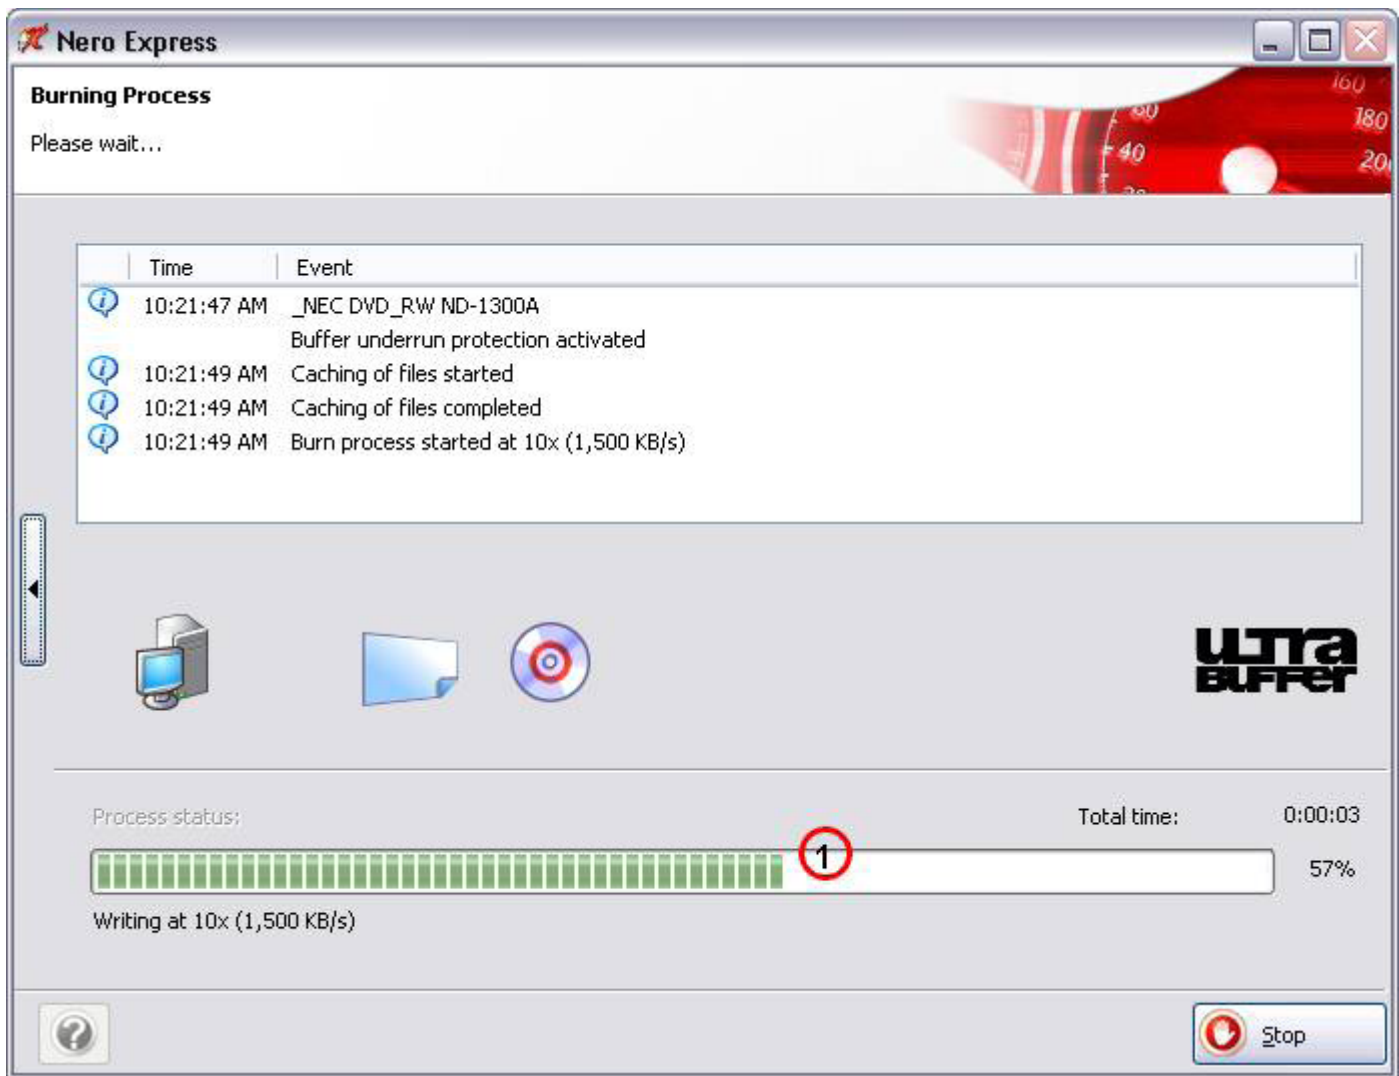 Nero Express
Burning Process
Please wait...
160
180
200
60
40
20
Time Event
10:21:47 AM _NEC DVD_RW ND-1300A
Buffer underrun protection activated
10:21:49 AM Caching of files started
10:21:49 AM Caching of files completed
10:21:49 AM Burn process started at 10x (1,500 KB/s)
ULTRA
BUFFER
Process status: Total time: 0:00:03
1
57%
Writing at 10x (1,500 KB/s)
Stop